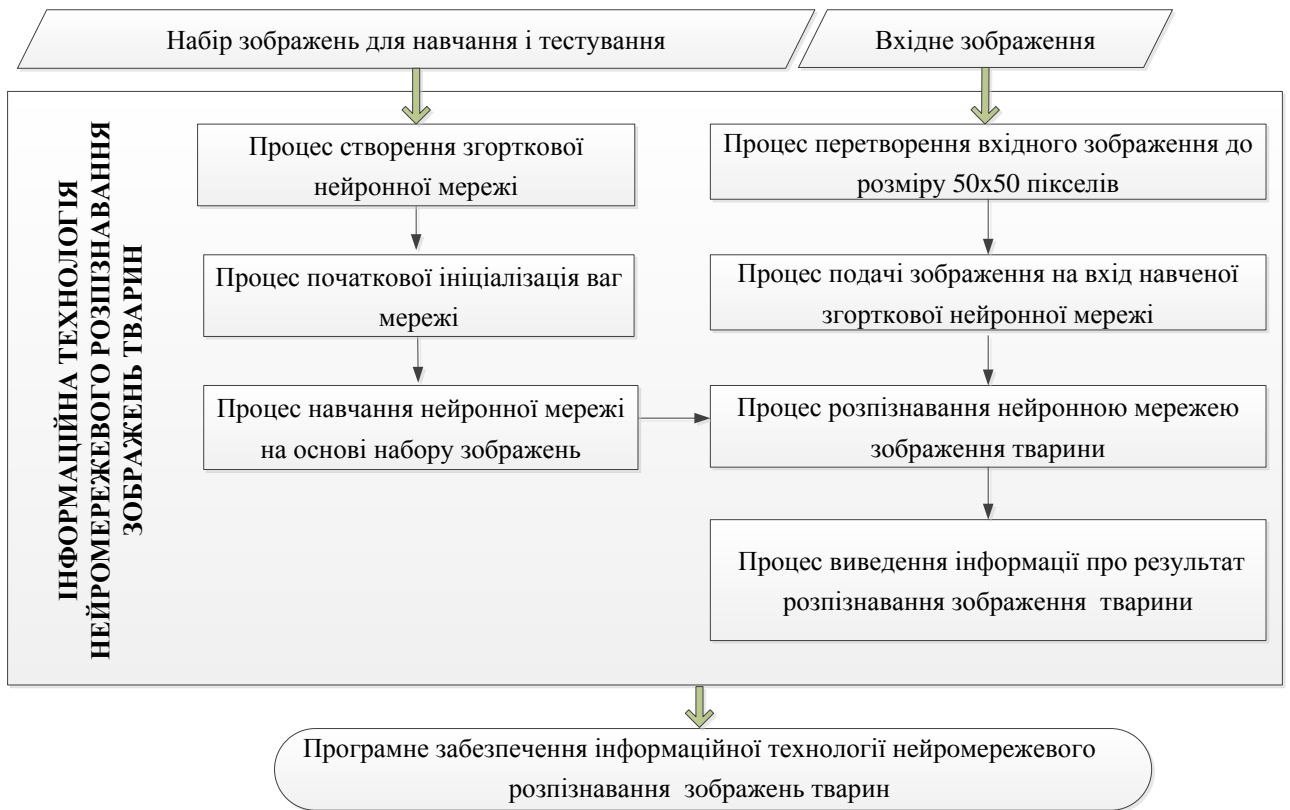 Набір зображень для навчання і тестування
Вхідне зображення
ІНФОРМАЦІЙНА ТЕХНОЛОГІЯ
НЕЙРОМЕРЕЖЕВОГО РОЗПІЗНАВАННЯ
ЗОБРАЖЕНЬ ТВАРИН
Процес створення згорткової
нейронної мережі
Процес початкової ініціалізація ваг
мережі
Процес навчання нейронної мережі
на основі набору зображень
Процес перетворення вхідного зображення до
розміру 50х50 пікселів
Процес подачі зображення на вхід навченої
згорткової нейронної мережі
Процес розпізнавання нейронною мережею
зображення тварини
Процес виведення інформації про результат
розпізнавання зображення  тварини
Програмне забезпечення інформаційної технології нейромережевого
розпізнавання  зображень тварин